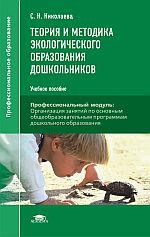 Профессиональное образование
С. Н. Николаева
ТЕОРИЯ И МЕТОДИКА
ЭКОЛОГИЧЕСКОГО
ОБРАЗОВАНИЯ
ДОШКОЛЬНИКОВ
Учебное пособие
Профессиональный модуль:
Организация занятий по основным
общеобразовательным программам
дошкольного образования